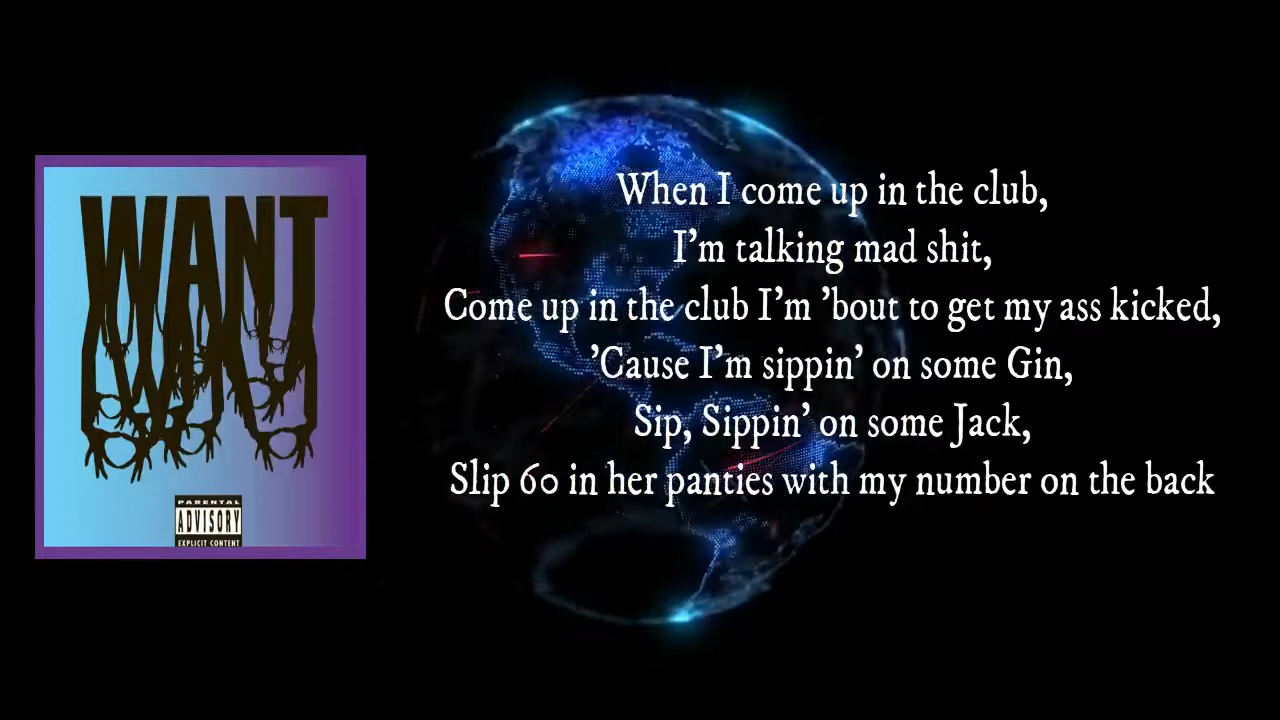 WANT
PARENTAL
ADVISORY
EXPLICIT CONTENT
When I come up in the club,
I'm talking mad shit,
Come up in the club I'm 'bout to get my ass kicked,
'Cause I'm sippin' on some Gin,
Sip, Sippin' on some Jack,
Slip 60 in her panties with my number on the back